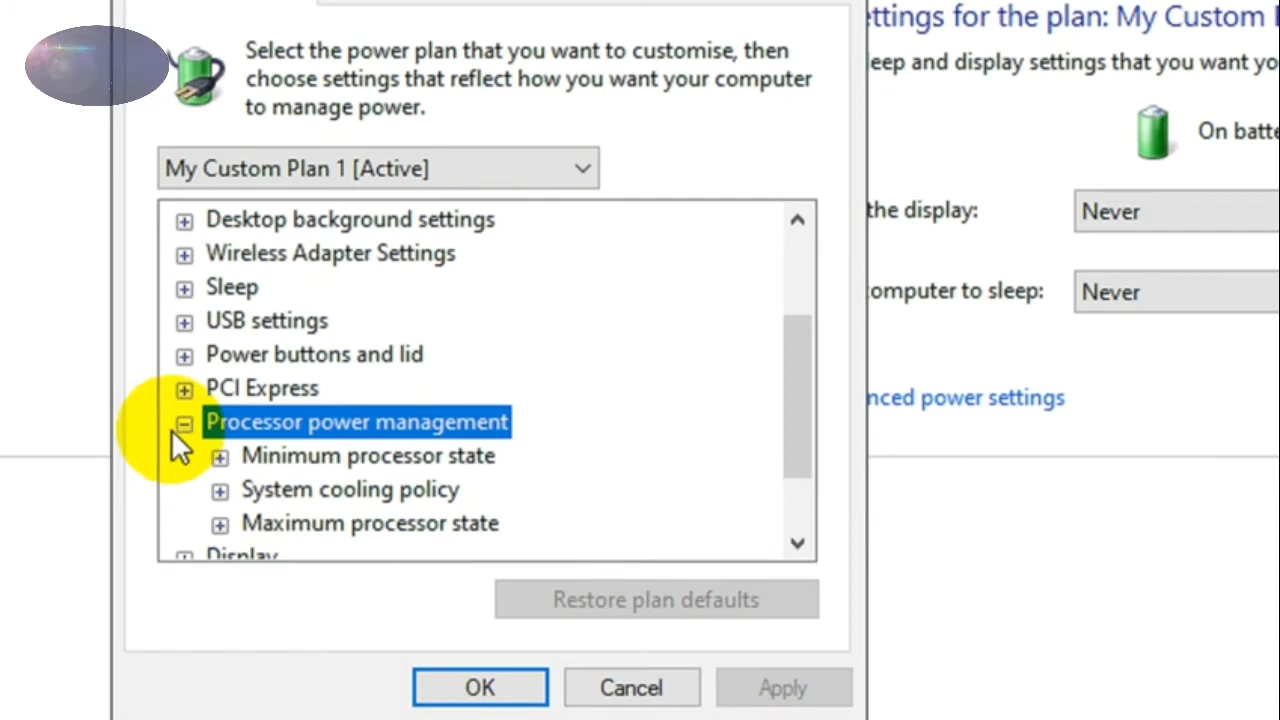 Select the power plan that you want to customise, then
choose settings that reflect how you want your computer
to manage power.
My Custom Plan 1 [Active]
Desktop background settings
Wireless Adapter Settings
Sleep
USB settings
Power buttons and lid
PCI Express
Processor power management
Minimum processor state
System cooling policy
Maximum processor state
Display
Restore plan defaults
OK Cancel Apply
ettings for the plan: My Custom
leep and display settings that you want yo
On batte
the display: Never
omputer to sleep: Never
nced power settings